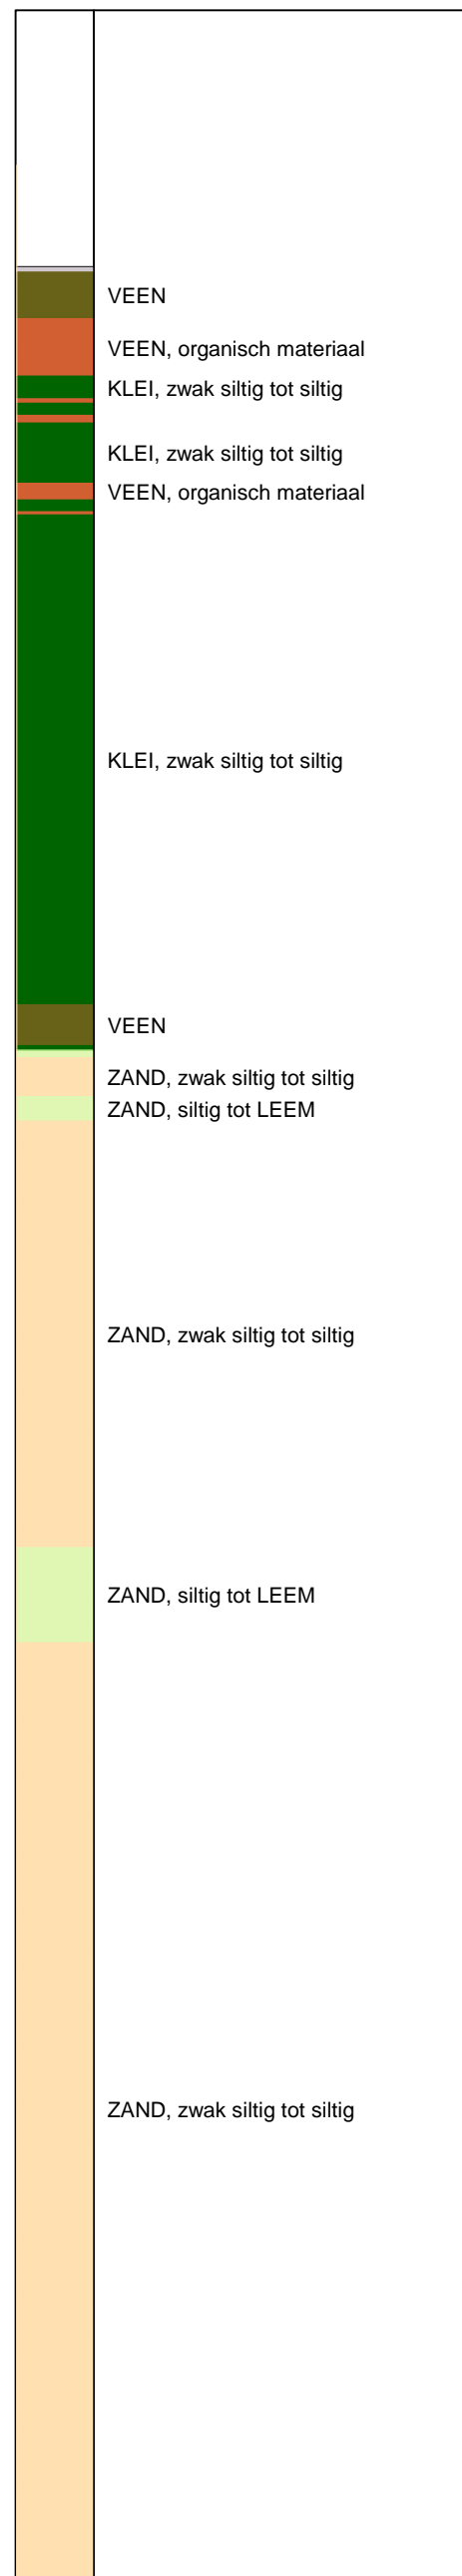 VEEN
VEEN, organisch materiaal
KLEI, zwak siltig tot siltig
KLEI, zwak siltig tot siltig
VEEN, organisch materiaal
KLEI, zwak siltig tot siltig
VEEN
ZAND, zwak siltig tot siltig
ZAND, siltig tot LEEM
ZAND, zwak siltig tot siltig
ZAND, siltig tot LEEM
ZAND, zwak siltig tot siltig